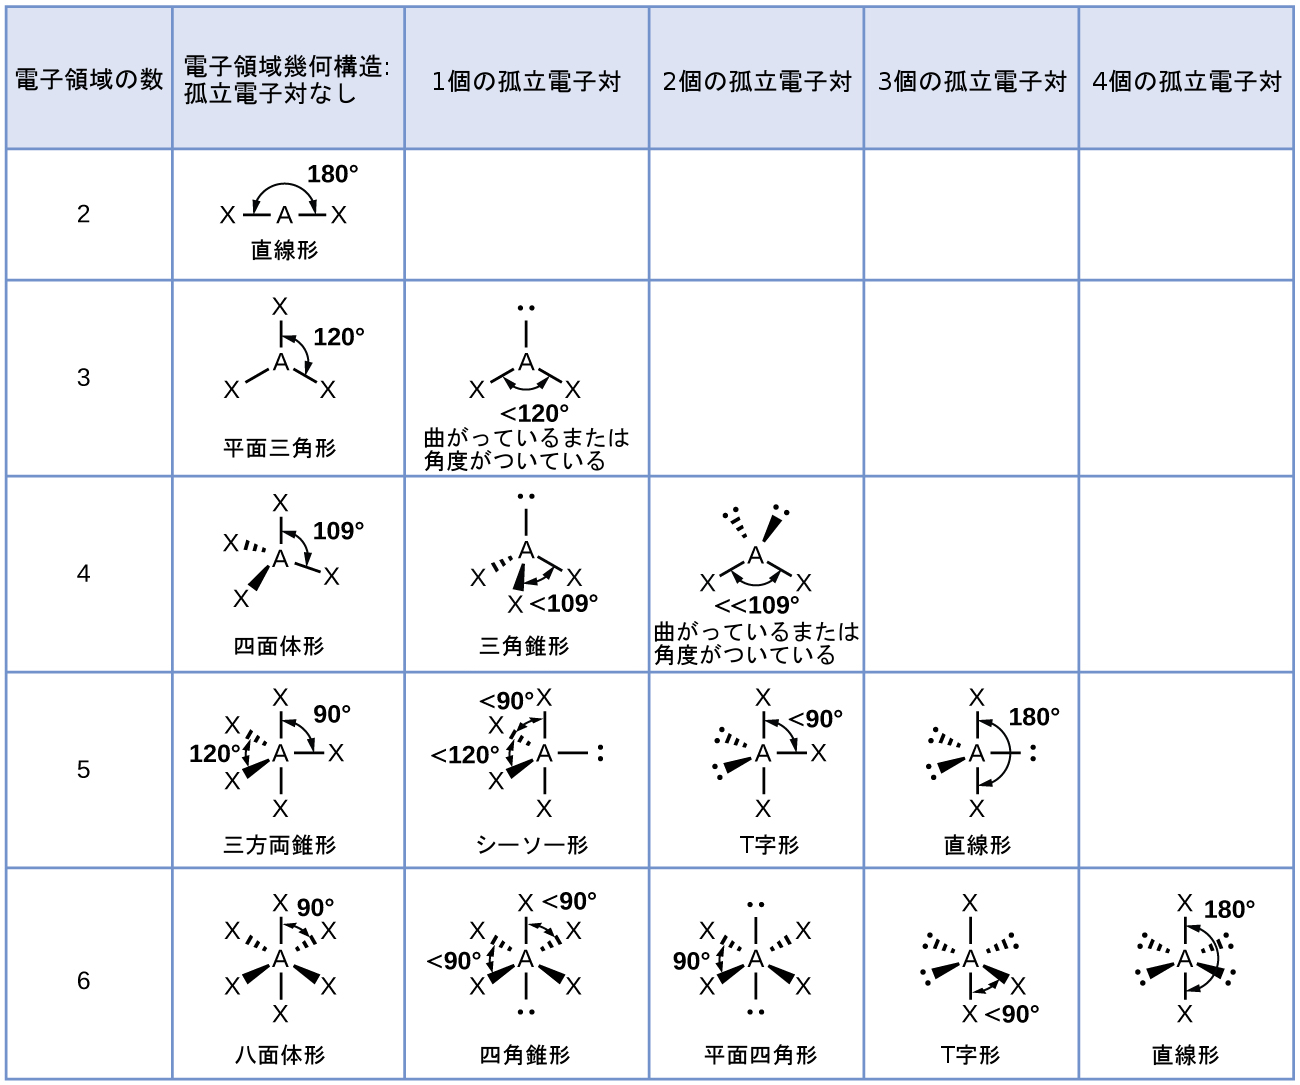 電子領域の数
電子領域幾何構造:
孤立電子対なし
1個の孤立電子対
2個の孤立電子対
3個の孤立電子対
4個の孤立電子対
2
180°
X A X
直線形
3
X
120°
A
X X
平面三角形
A
X X
<120°
曲がっているまたは
角度がついている
4
X
109°
X
A
X
X
四面体形
A
X X
X <109°
三角錐形
A
X X
<<109°
曲がっているまたは
角度がついている
5
X
90°
X
120° A X
X
X
三方両錐形
<90° X
X
<120° A
X
X
シーソー形
X
<90°
A X
X
T字形
X
180°
A
X
直線形
6
X
90°
X X
A
X X
X
八面体形
X <90°
X X
<90° A
X X
四角錐形
X X
90° A
X X
平面四角形
X
A
X
X <90°
T字形
X
180°
A
X
直線形